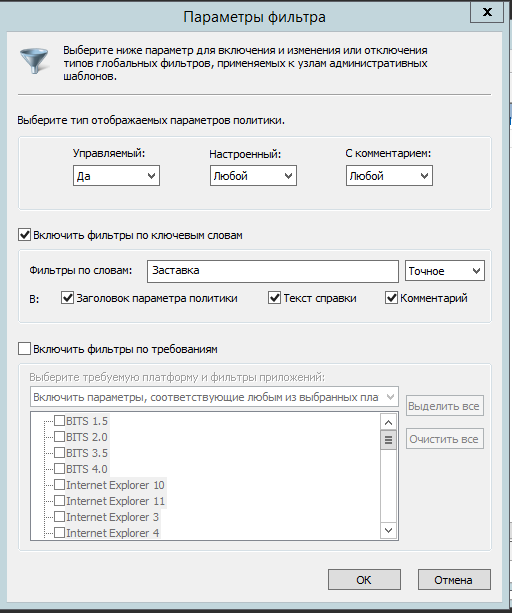 Параметры фильтра
x
Выберите ниже параметр для включения и изменения или отключения
типов глобальных фильтров, применяемых к узлам административных
шаблонов.
Выберите тип отображаемых параметров политики.
Управляемый: Настроенный: С комментарием:
Да Любой Любой
Включить фильтры по ключевым словам
Фильтры по словам: Заставка Точное
В: Заголовок параметра политики Текст справки Комментарий
Включить фильтры по требованиям
Выберите требуемую платформу и фильтры приложений:
Включить параметры, соответствующие любым из выбранных пла
Выделить все
BITS 1.5
BITS 2.0
Очистить все
BITS 3.5
BITS 4.0
Internet Explorer 10
Internet Explorer 11
Internet Explorer 3
Internet Explorer 4
ОК Отмена